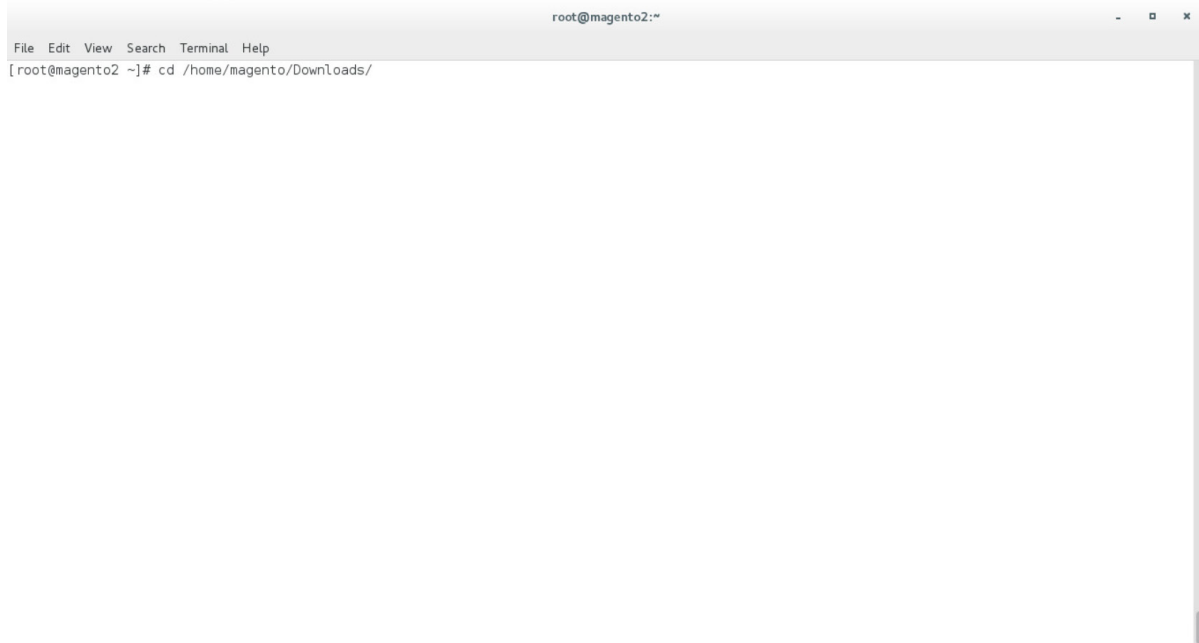 root@magento2:~
File Edit View Search Terminal Help
[root@magento2 ~]# cd /home/magento/Downloads/